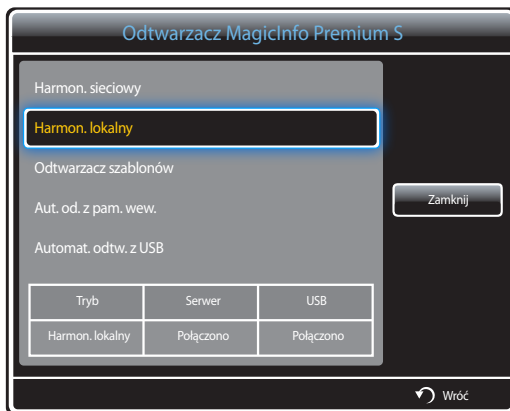 Odtwarzacz MagicInfo Premium S
Harmon. sieciowy
Harmon. lokalny
Odtwarzacz szablonów
Aut. od. z pam. wew.
Automat. odtw. z USB
Zamknij
Tryb Serwer USB
Harmon. lokalny Połączono Połączono
Wróć